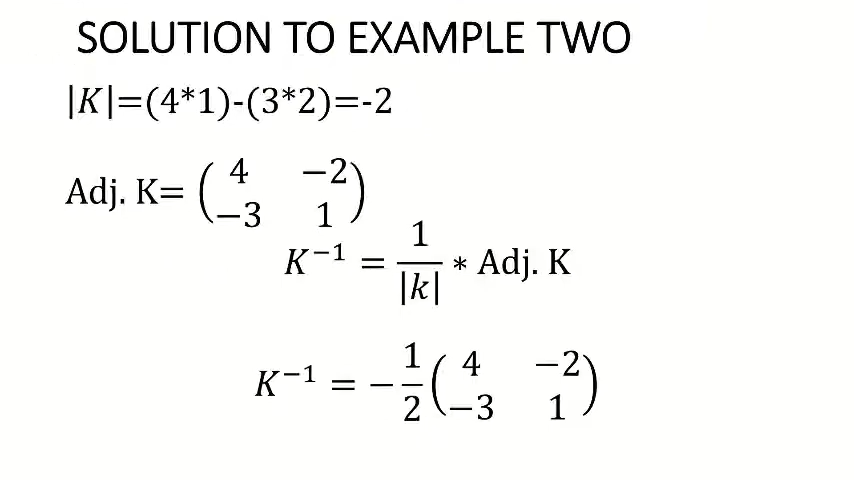 SOLUTION TO EXAMPLE TWO
|K|=(4*1)-(3*2)=-2
Adj. K= (4 −2
−3 1)
K⁻¹ = 1/|k| ∗ Adj. K
K⁻¹ = −1/2 (4 −2
−3 1)